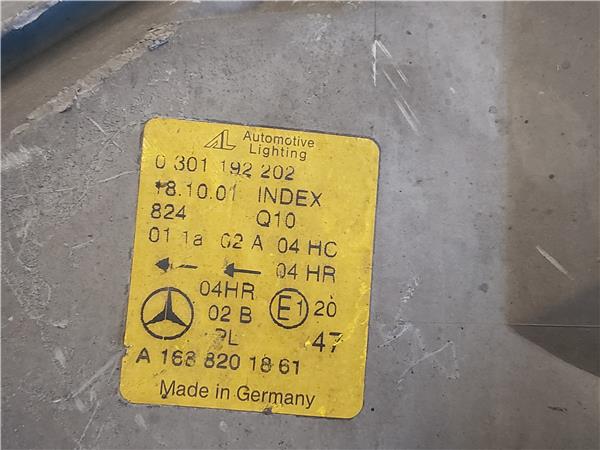 AL Automotive
Lighting
0 301 192 202
18.10.01 INDEX
824 Q10
01 1a 02 A 04 HC
04 HR
04HR E1 20
02 B
PL 47
A 168 820 18 61
Made in Germany